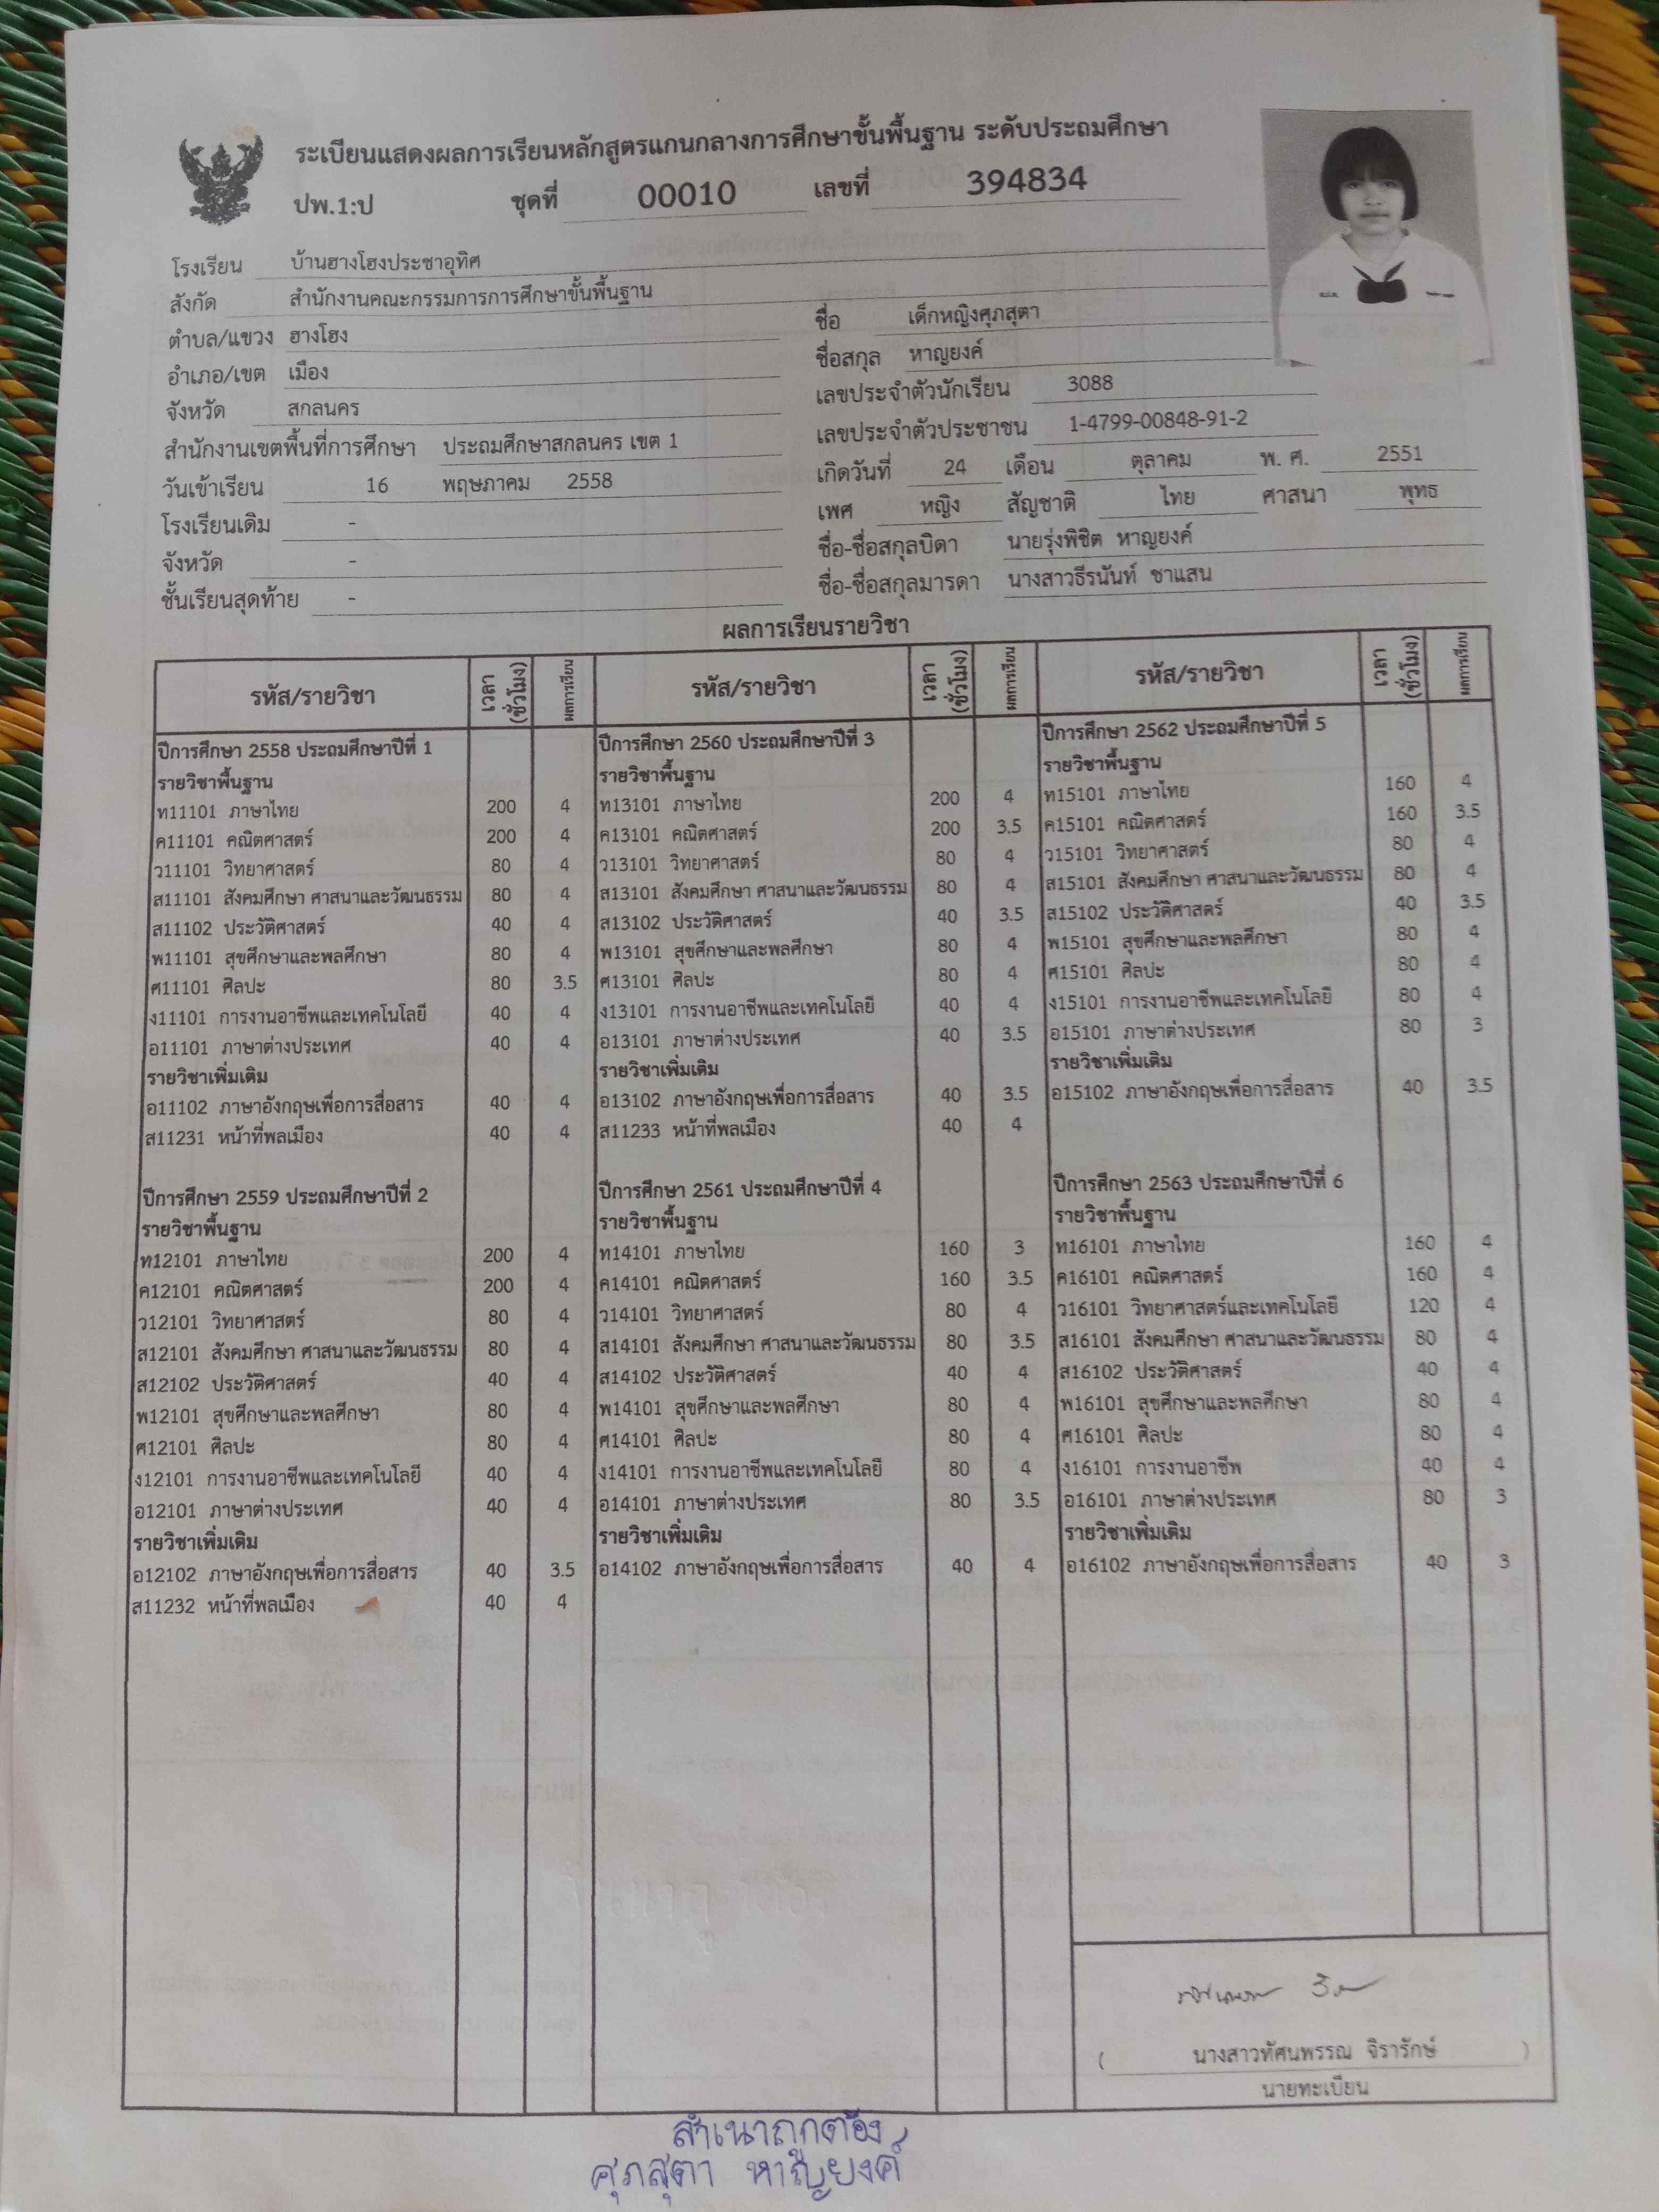 ระเบียนแสดงผลการเรียนหลักสูตรแกนกลางการศึกษาขั้นพื้นฐาน ระดับประถมศึกษา
ปพ.1:ป ชุดที่ 00010 เลขที่ 394834
โรงเรียน บ้านฮางโฮงประชาอุทิศ
สังกัด สำนักงานคณะกรรมการการศึกษาขั้นพื้นฐาน
ตำบล/แขวง ฮางโฮง
อำเภอ/เขต เมือง
จังหวัด สกลนคร
สำนักงานเขตพื้นที่การศึกษา ประถมศึกษาสกลนคร เขต 1
วันเข้าเรียน 16 พฤษภาคม 2558
โรงเรียนเดิม -
จังหวัด -
ชั้นเรียนสุดท้าย -
ชื่อ เด็กหญิงศุภสุตา
ชื่อสกุล หาญยงค์
เลขประจำตัวนักเรียน 3088
เลขประจำตัวประชาชน 1-4799-00848-91-2
เกิดวันที่ 24 เดือน ตุลาคม พ. ศ. 2551
เพศ หญิง สัญชาติ ไทย ศาสนา พุทธ
ชื่อ-ชื่อสกุลบิดา นายรุ่งพิชิต หาญยงค์
ชื่อ-ชื่อสกุลมารดา นางสาวธีรนันท์ ชาแสน
ผลการเรียนรายวิชา
รหัส/รายวิชา เวลา (ชั่วโมง) ผลการเรียน
ปีการศึกษา 2558 ประถมศึกษาปีที่ 1
รายวิชาพื้นฐาน
ท11101 ภาษาไทย 200 4
ค11101 คณิตศาสตร์ 200 4
ว11101 วิทยาศาสตร์ 80 4
ส11101 สังคมศึกษา ศาสนาและวัฒนธรรม 80 4
ส11102 ประวัติศาสตร์ 40 4
พ11101 สุขศึกษาและพลศึกษา 80 4
ศ11101 ศิลปะ 80 3.5
ง11101 การงานอาชีพและเทคโนโลยี 40 4
อ11101 ภาษาต่างประเทศ 40 4
รายวิชาเพิ่มเติม
อ11102 ภาษาอังกฤษเพื่อการสื่อสาร 40 4
ส11231 หน้าที่พลเมือง 40 4
ปีการศึกษา 2559 ประถมศึกษาปีที่ 2
รายวิชาพื้นฐาน
ท12101 ภาษาไทย 200 4
ค12101 คณิตศาสตร์ 200 4
ว12101 วิทยาศาสตร์ 80 4
ส12101 สังคมศึกษา ศาสนาและวัฒนธรรม 80 4
ส12102 ประวัติศาสตร์ 40 4
พ12101 สุขศึกษาและพลศึกษา 80 4
ศ12101 ศิลปะ 80 4
ง12101 การงานอาชีพและเทคโนโลยี 40 4
อ12101 ภาษาต่างประเทศ 40 4
รายวิชาเพิ่มเติม
อ12102 ภาษาอังกฤษเพื่อการสื่อสาร 40 3.5
ส11232 หน้าที่พลเมือง 40 4
รหัส/รายวิชา เวลา (ชั่วโมง) ผลการเรียน
ปีการศึกษา 2560 ประถมศึกษาปีที่ 3
รายวิชาพื้นฐาน
ท13101 ภาษาไทย 200 4
ค13101 คณิตศาสตร์ 200 3.5
ว13101 วิทยาศาสตร์ 80 4
ส13101 สังคมศึกษา ศาสนาและวัฒนธรรม 80 4
ส13102 ประวัติศาสตร์ 40 3.5
พ13101 สุขศึกษาและพลศึกษา 80 4
ศ13101 ศิลปะ 80 4
ง13101 การงานอาชีพและเทคโนโลยี 40 4
อ13101 ภาษาต่างประเทศ 40 3.5
รายวิชาเพิ่มเติม
อ13102 ภาษาอังกฤษเพื่อการสื่อสาร 40 3.5
ส11233 หน้าที่พลเมือง 40 4
ปีการศึกษา 2561 ประถมศึกษาปีที่ 4
รายวิชาพื้นฐาน
ท14101 ภาษาไทย 160 3
ค14101 คณิตศาสตร์ 160 3.5
ว14101 วิทยาศาสตร์ 80 4
ส14101 สังคมศึกษา ศาสนาและวัฒนธรรม 80 3.5
ส14102 ประวัติศาสตร์ 40 4
พ14101 สุขศึกษาและพลศึกษา 80 4
ศ14101 ศิลปะ 80 4
ง14101 การงานอาชีพและเทคโนโลยี 80 4
อ14101 ภาษาต่างประเทศ 80 3.5
รายวิชาเพิ่มเติม
อ14102 ภาษาอังกฤษเพื่อการสื่อสาร 40 4
รหัส/รายวิชา เวลา (ชั่วโมง) ผลการเรียน
ปีการศึกษา 2562 ประถมศึกษาปีที่ 5
รายวิชาพื้นฐาน
ท15101 ภาษาไทย 160 4
ค15101 คณิตศาสตร์ 160 3.5
ว15101 วิทยาศาสตร์ 80 4
ส15101 สังคมศึกษา ศาสนาและวัฒนธรรม 80 4
ส15102 ประวัติศาสตร์ 40 3.5
พ15101 สุขศึกษาและพลศึกษา 80 4
ศ15101 ศิลปะ 80 4
ง15101 การงานอาชีพและเทคโนโลยี 80 4
อ15101 ภาษาต่างประเทศ 80 3
รายวิชาเพิ่มเติม
อ15102 ภาษาอังกฤษเพื่อการสื่อสาร 40 3.5
ปีการศึกษา 2563 ประถมศึกษาปีที่ 6
รายวิชาพื้นฐาน
ท16101 ภาษาไทย 160 4
ค16101 คณิตศาสตร์ 160 4
ว16101 วิทยาศาสตร์และเทคโนโลยี 120 4
ส16101 สังคมศึกษา ศาสนาและวัฒนธรรม 80 4
ส16102 ประวัติศาสตร์ 40 4
พ16101 สุขศึกษาและพลศึกษา 80 4
ศ16101 ศิลปะ 80 4
ง16101 การงานอาชีพ 40 4
อ16101 ภาษาต่างประเทศ 80 3
รายวิชาเพิ่มเติม
อ16102 ภาษาอังกฤษเพื่อการสื่อสาร 40 3
( นางสาวทัศนพรรณ จิรารักษ์ )
นายทะเบียน
สำเนาถูกต้อง
ศุภสุตา หาญยงค์